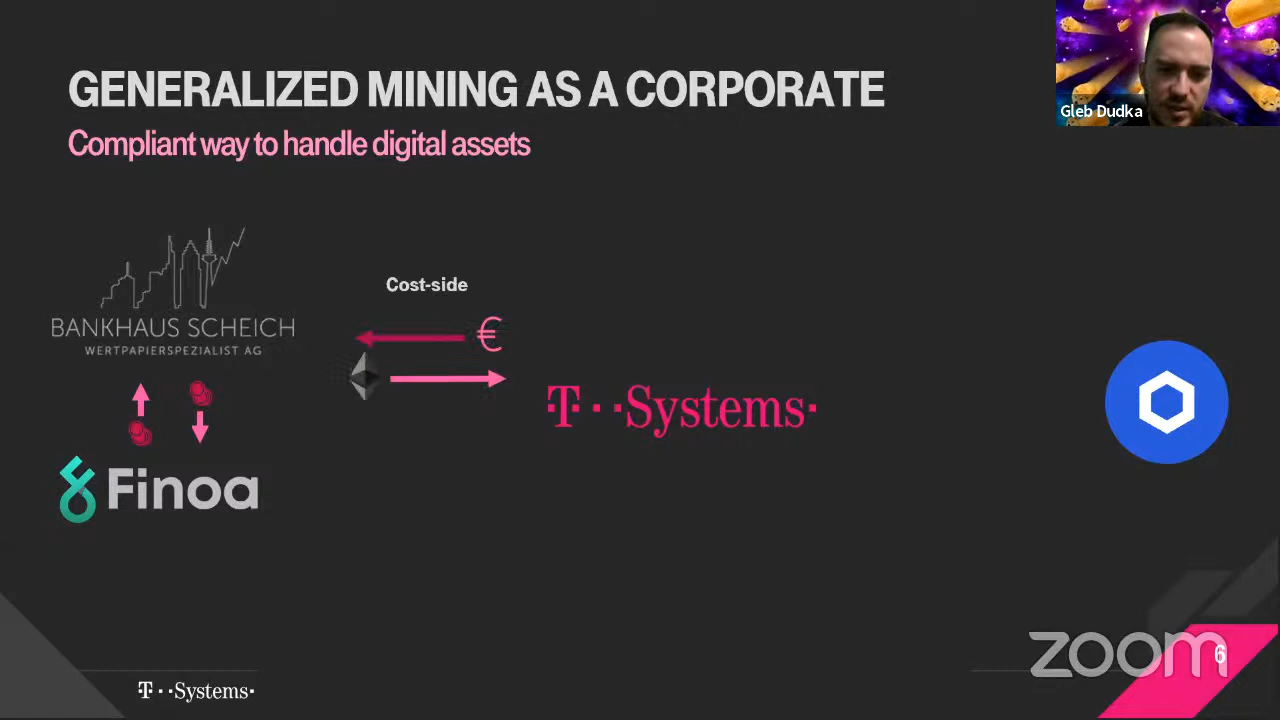 GENERALIZED MINING AS A CORPORATE
Compliant way to handle digital assets
Gleb Dudka
BANKHAUS SCHEICH
WERTPAPIERSPEZIALIST AG
Cost-side
€
T··Systems·
Finoa
T··Systems·
zoom
6